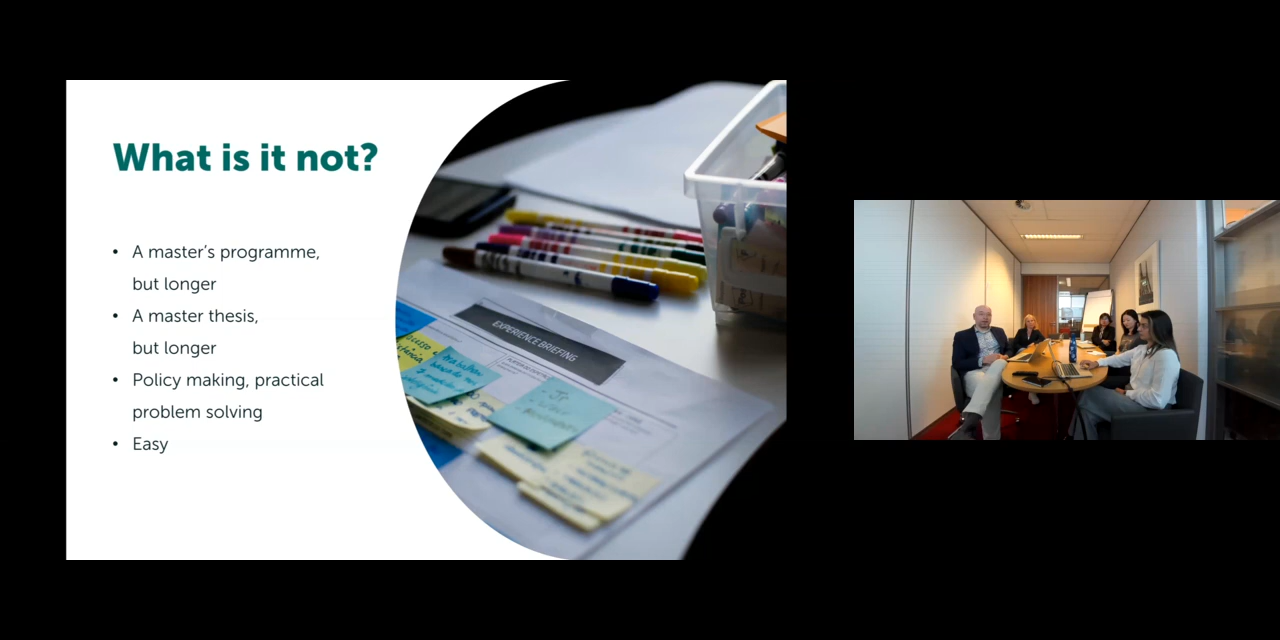 What is it not?
• A master’s programme,
but longer
• A master thesis,
but longer
• Policy making, practical
problem solving
• Easy
EXPERIENCE BRIEFING